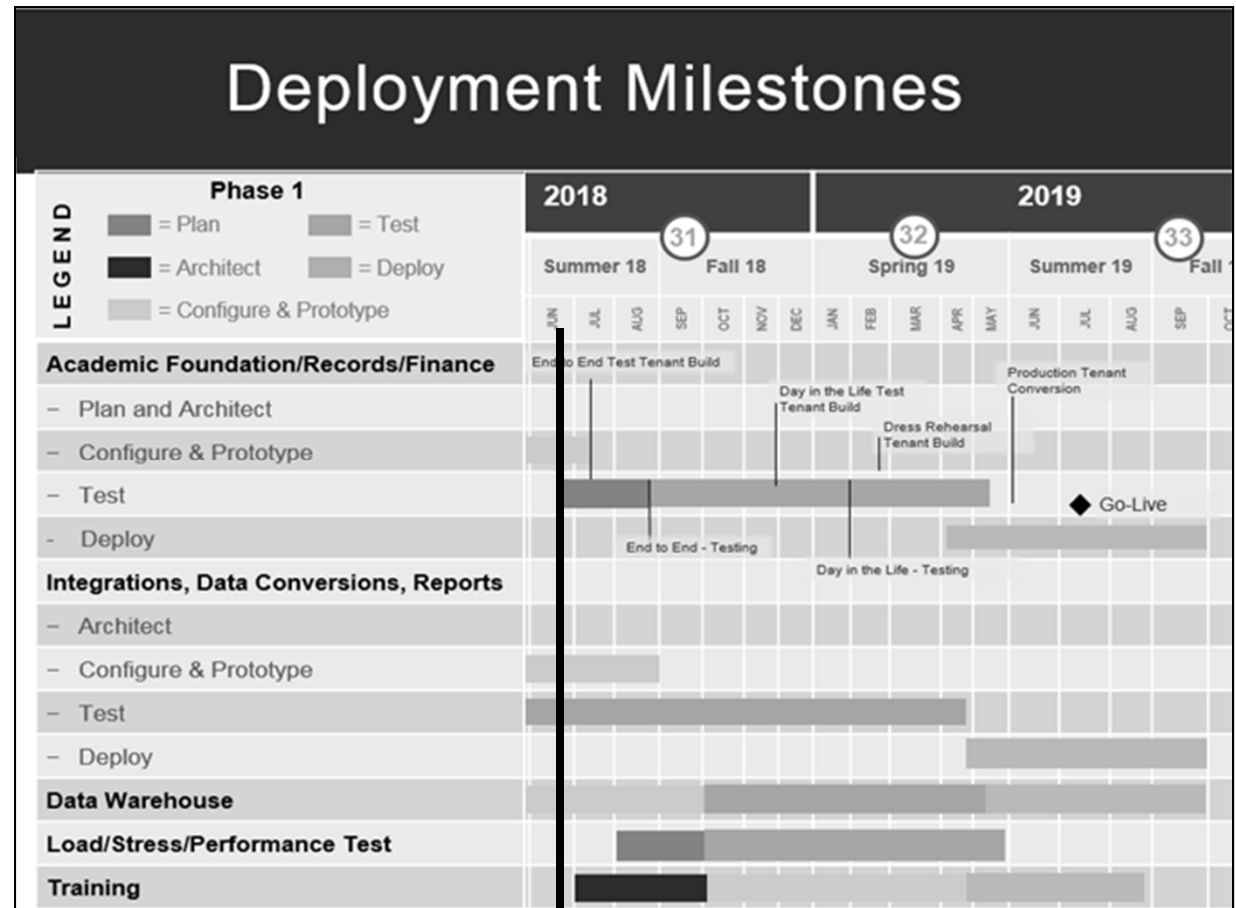 Deployment Milestones
LEGEND
Phase 1
= Plan
= Test
= Architect
= Deploy
= Configure & Prototype
2018
2019
31
32
33
Summer 18
Fall 18
Spring 19
Summer 19
Fall
JUN
JUL
AUG
SEP
OCT
NOV
DEC
JAN
FEB
MAR
APR
MAY
JUN
JUL
AUG
SEP
OCT
Academic Foundation/Records/Finance
End to End Test Tenant Build
Production Tenant
Conversion
– Plan and Architect
Day in the Life Test
Tenant Build
Dress Rehearsal
Tenant Build
– Configure & Prototype
– Test
Go-Live
- Deploy
End to End - Testing
Day in the Life - Testing
Integrations, Data Conversions, Reports
– Architect
– Configure & Prototype
– Test
– Deploy
Data Warehouse
Load/Stress/Performance Test
Training